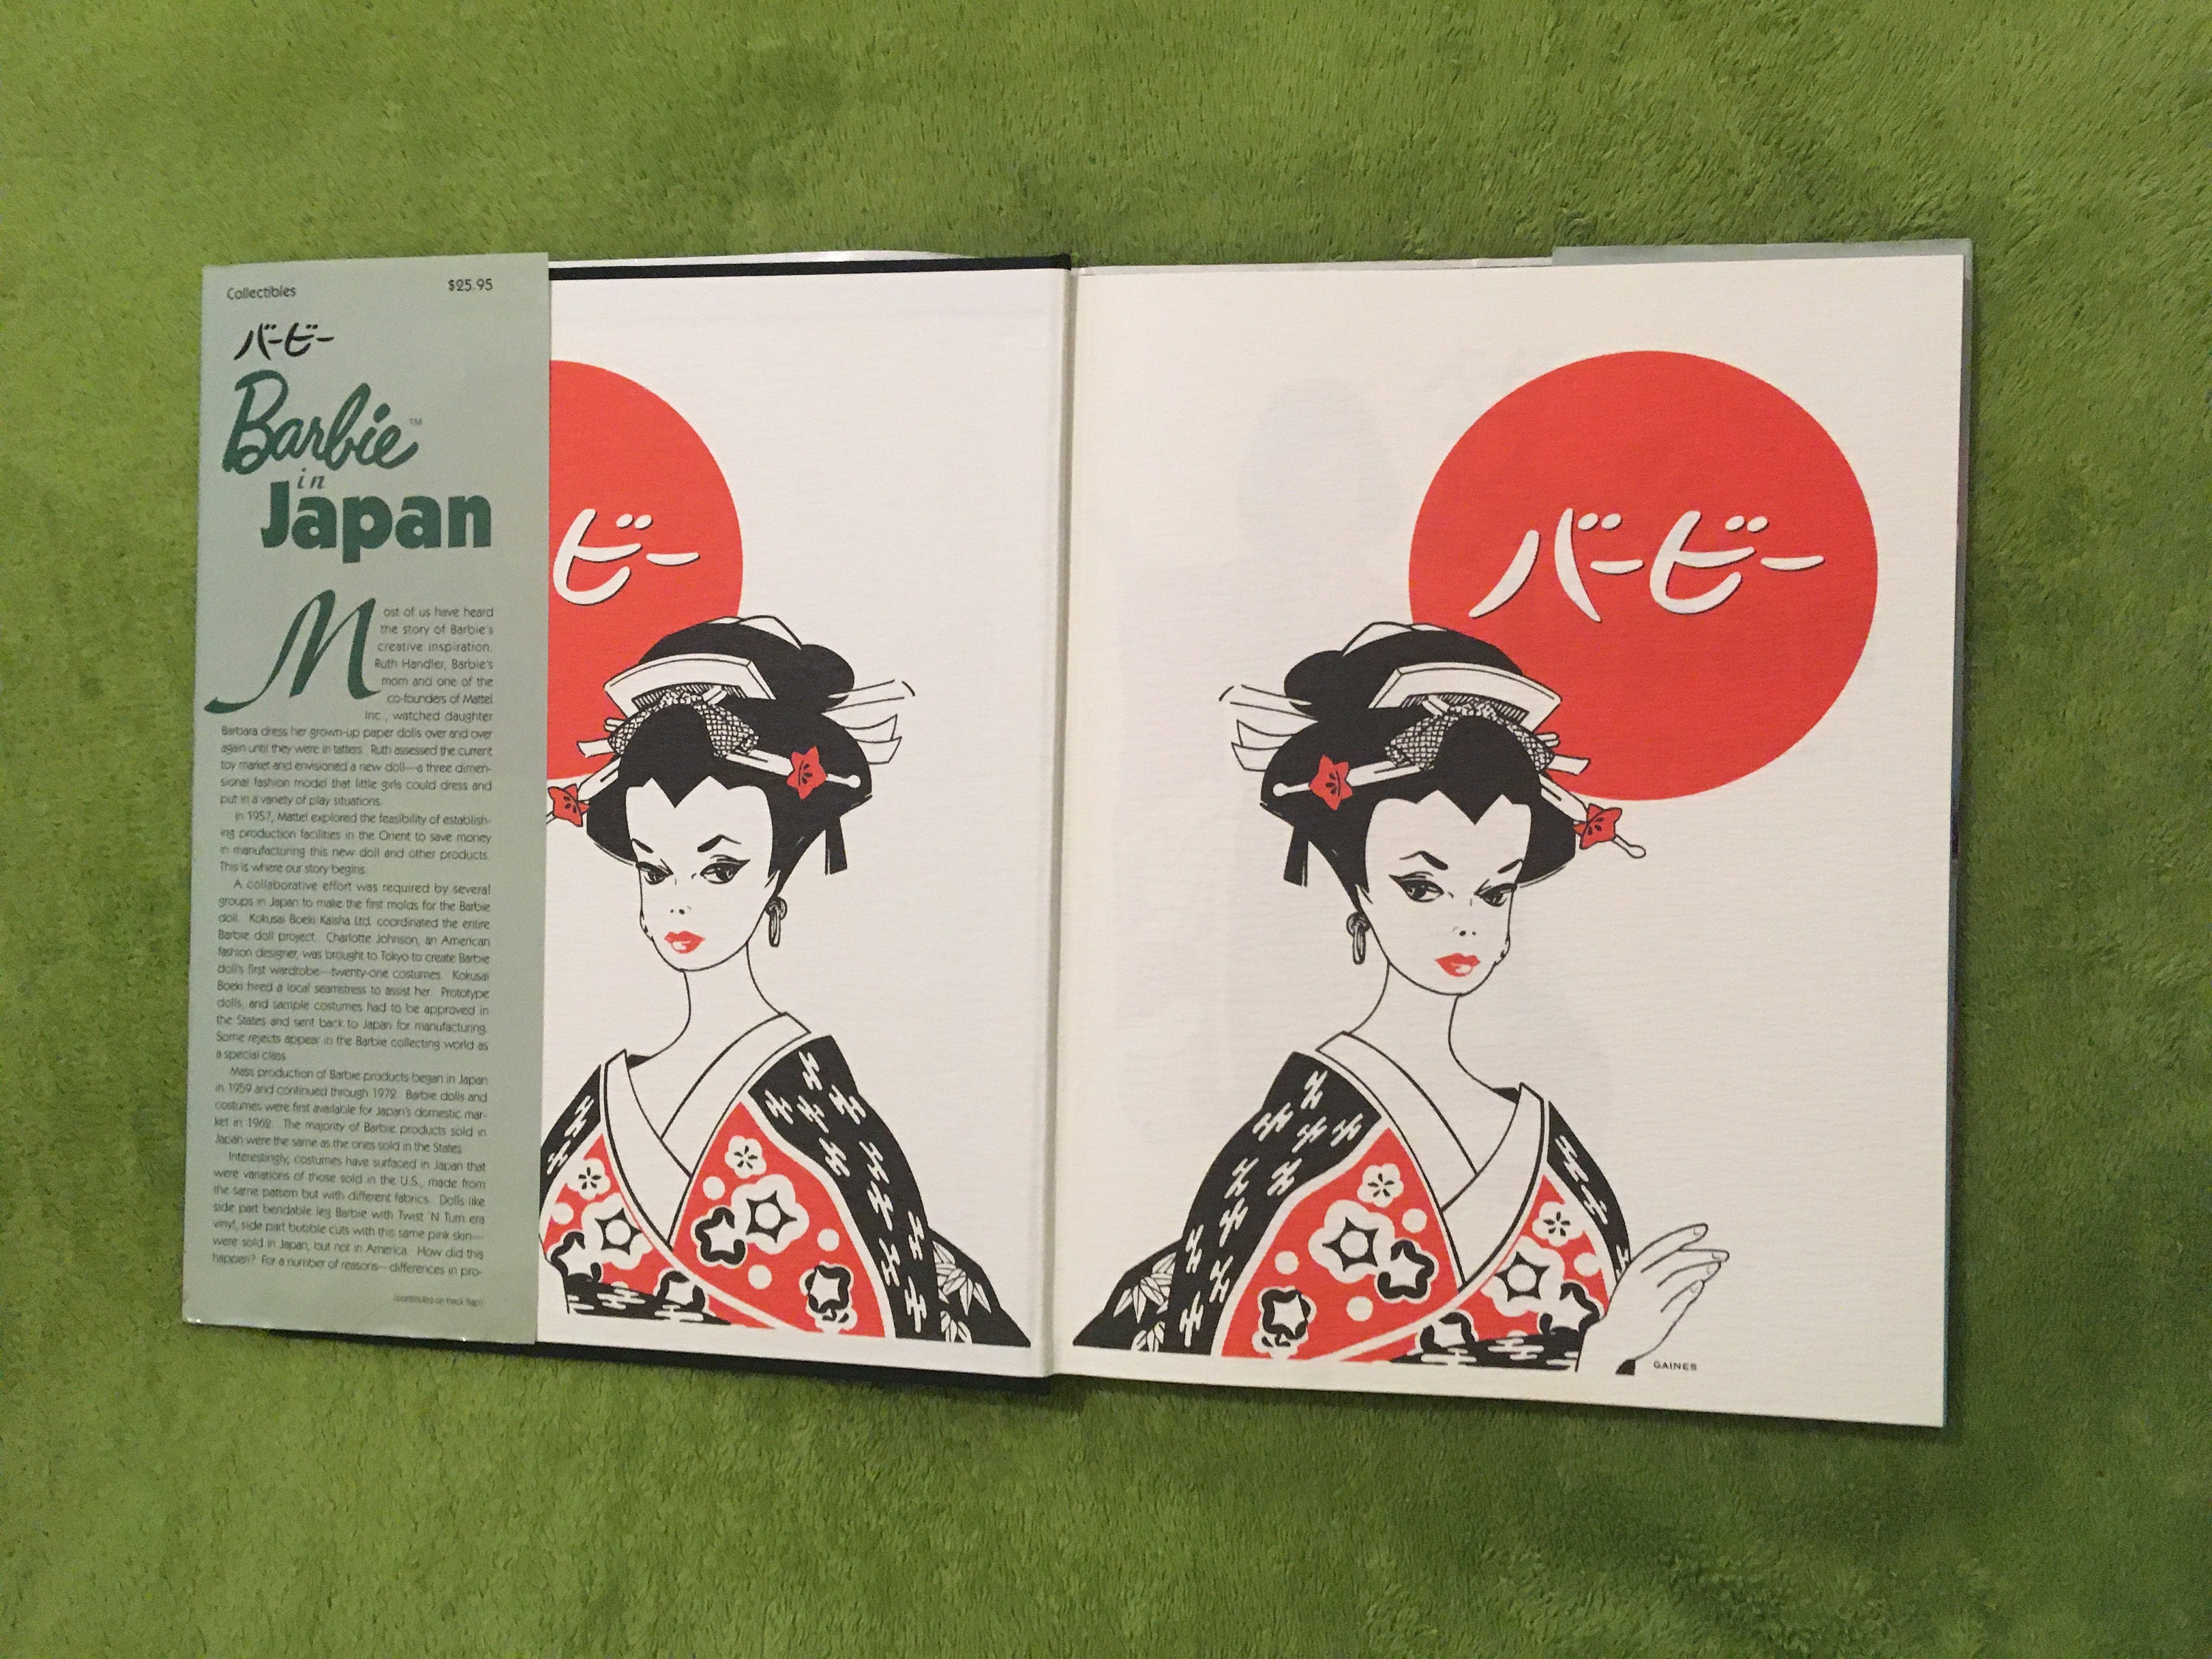 Collectibles $25.95
バービー
Barbie™
in
Japan
Most of us have heard
the story of Barbie's
creative inspiration.
Ruth Handler, Barbie's
mom and one of the
co-founders of Mattel
Inc., watched daughter
Barbara dress her grown-up paper dolls over and over
again until they were in tatters. Ruth assessed the current
toy market and envisioned a new doll—a three dimen-
sional fashion model that little girls could dress and
put in a variety of play situations.
In 1957, Mattel explored the feasibility of establish-
ing production facilities in the Orient to save money
in manufacturing this new doll and other products.
This is where our story begins.
A collaborative effort was required by several
groups in Japan to make the first molds for the Barbie
doll. Kokusai Boeki Kaisha Ltd. coordinated the entire
Barbie doll project. Charlotte Johnson, an American
fashion designer, was brought to Tokyo to create Barbie
doll's first wardrobe—twenty-one costumes. Kokusai
Boeki hired a local seamstress to assist her. Prototype
dolls, and sample costumes had to be approved in
the States and sent back to Japan for manufacturing.
Some rejects appear in the Barbie collecting world as
a special class.
Mass production of Barbie products began in Japan
in 1959 and continued through 1972. Barbie dolls and
costumes were first available for Japan's domestic mar-
ket in 1962. The majority of Barbie products sold in
Japan were the same as the ones sold in the States.
Interestingly, costumes have surfaced in Japan that
were variations of those sold in the U.S., made from
the same pattern but with different fabrics. Dolls like
side part bendable leg Barbie with Twist 'N Turn era
vinyl, side part bubble cuts with this same pink skin—
were sold in Japan, but not in America. How did this
happen? For a number of reasons—differences in pro-
(continued on back flap)
ビー
バービー
GAINES